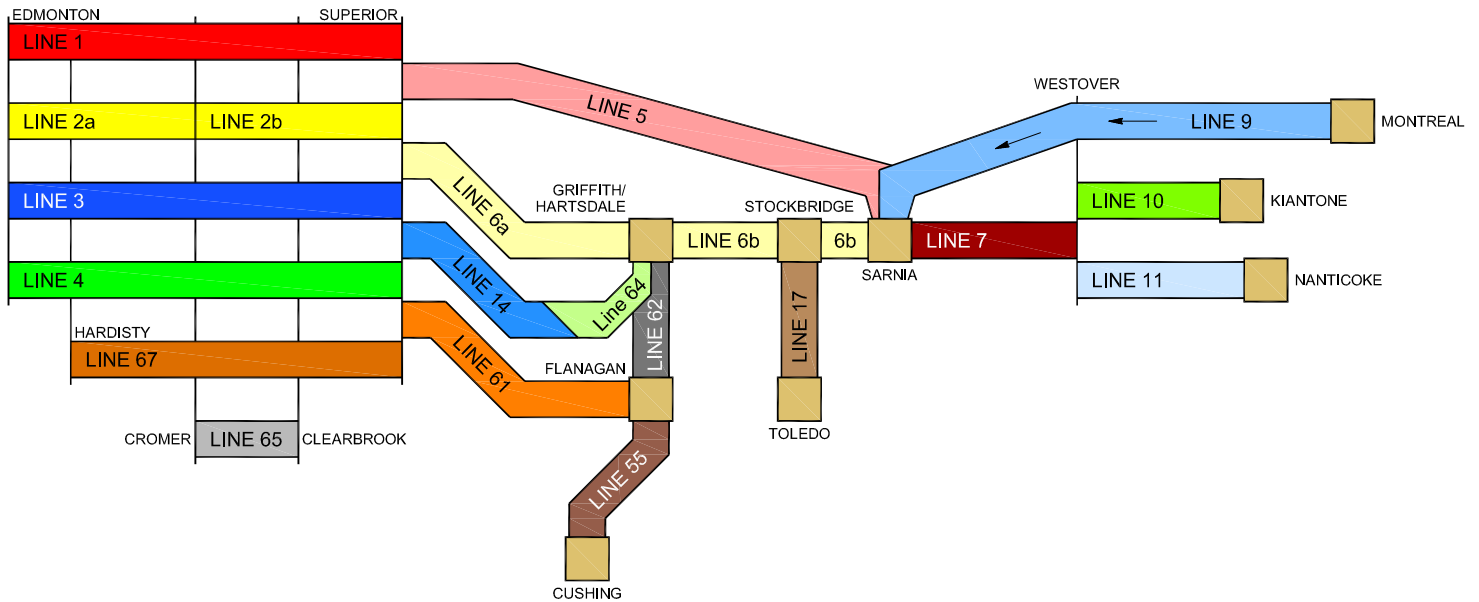 EDMONTON
SUPERIOR
LINE 1
LINE 5
WESTOVER
LINE 2a
LINE 2b
LINE 9
MONTREAL
LINE 3
LINE 6a
GRIFFITH/
HARTSDALE
STOCKBRIDGE
LINE 10
KIANTONE
LINE 6b
6b
LINE 7
SARNIA
LINE 4
LINE 14
Line 64
LINE 62
LINE 17
LINE 11
NANTICOKE
HARDISTY
LINE 67
LINE 61
FLANAGAN
TOLEDO
CROMER
LINE 65
CLEARBROOK
LINE 55
CUSHING